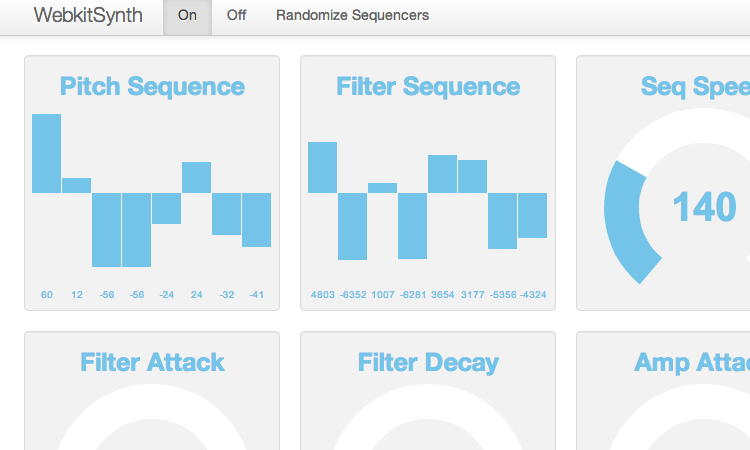 WebkitSynth On Off Randomize Sequencers
Pitch Sequence
60 12 -56 -56 -24 24 -32 -41
Filter Sequence
4803 -6352 1007 -6281 3654 3177 -5356 -4324
Seq Spee
140
Filter Attack
Filter Decay
Amp Attac